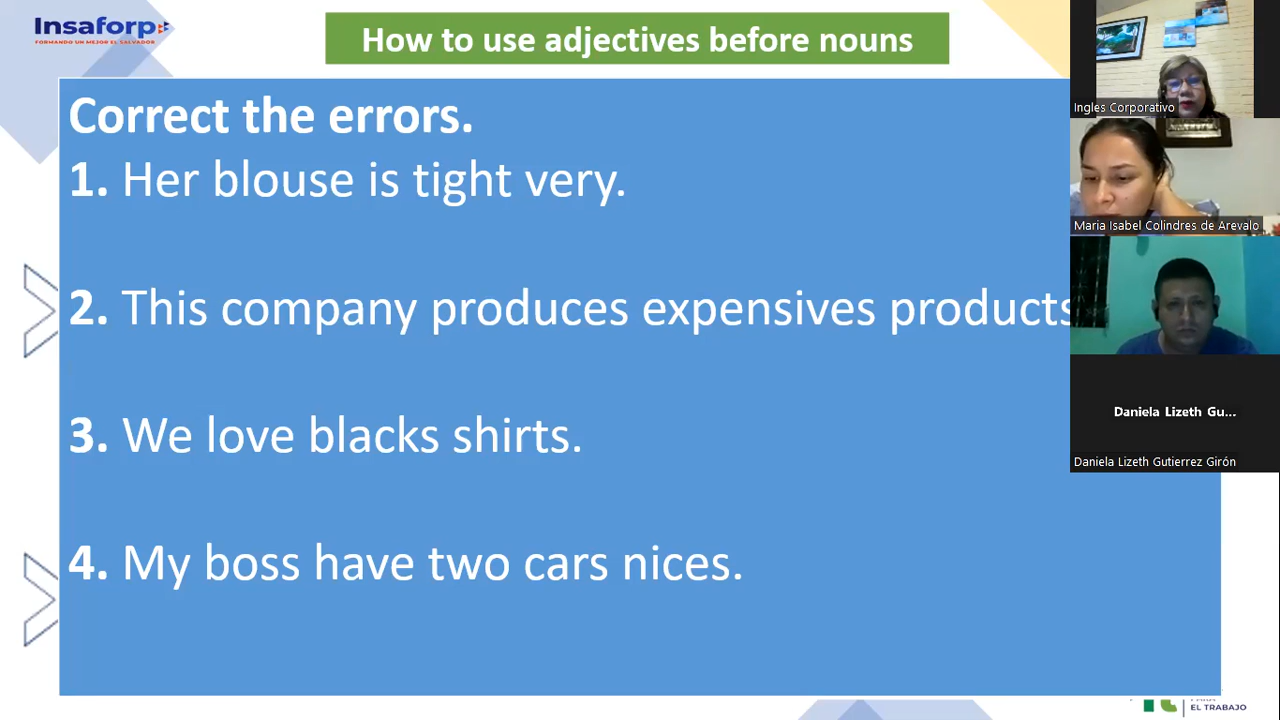 Insaforp
FORMANDO UN MEJOR EL SALVADOR
How to use adjectives before nouns
Correct the errors.
1. Her blouse is tight very.
2. This company produces expensives products
3. We love blacks shirts.
4. My boss have two cars nices.
Ingles Corporativo
Maria Isabel Colindres de Arevalo
Daniela Lizeth Gu...
Daniela Lizeth Gutierrez Girón
EL TRABAJO